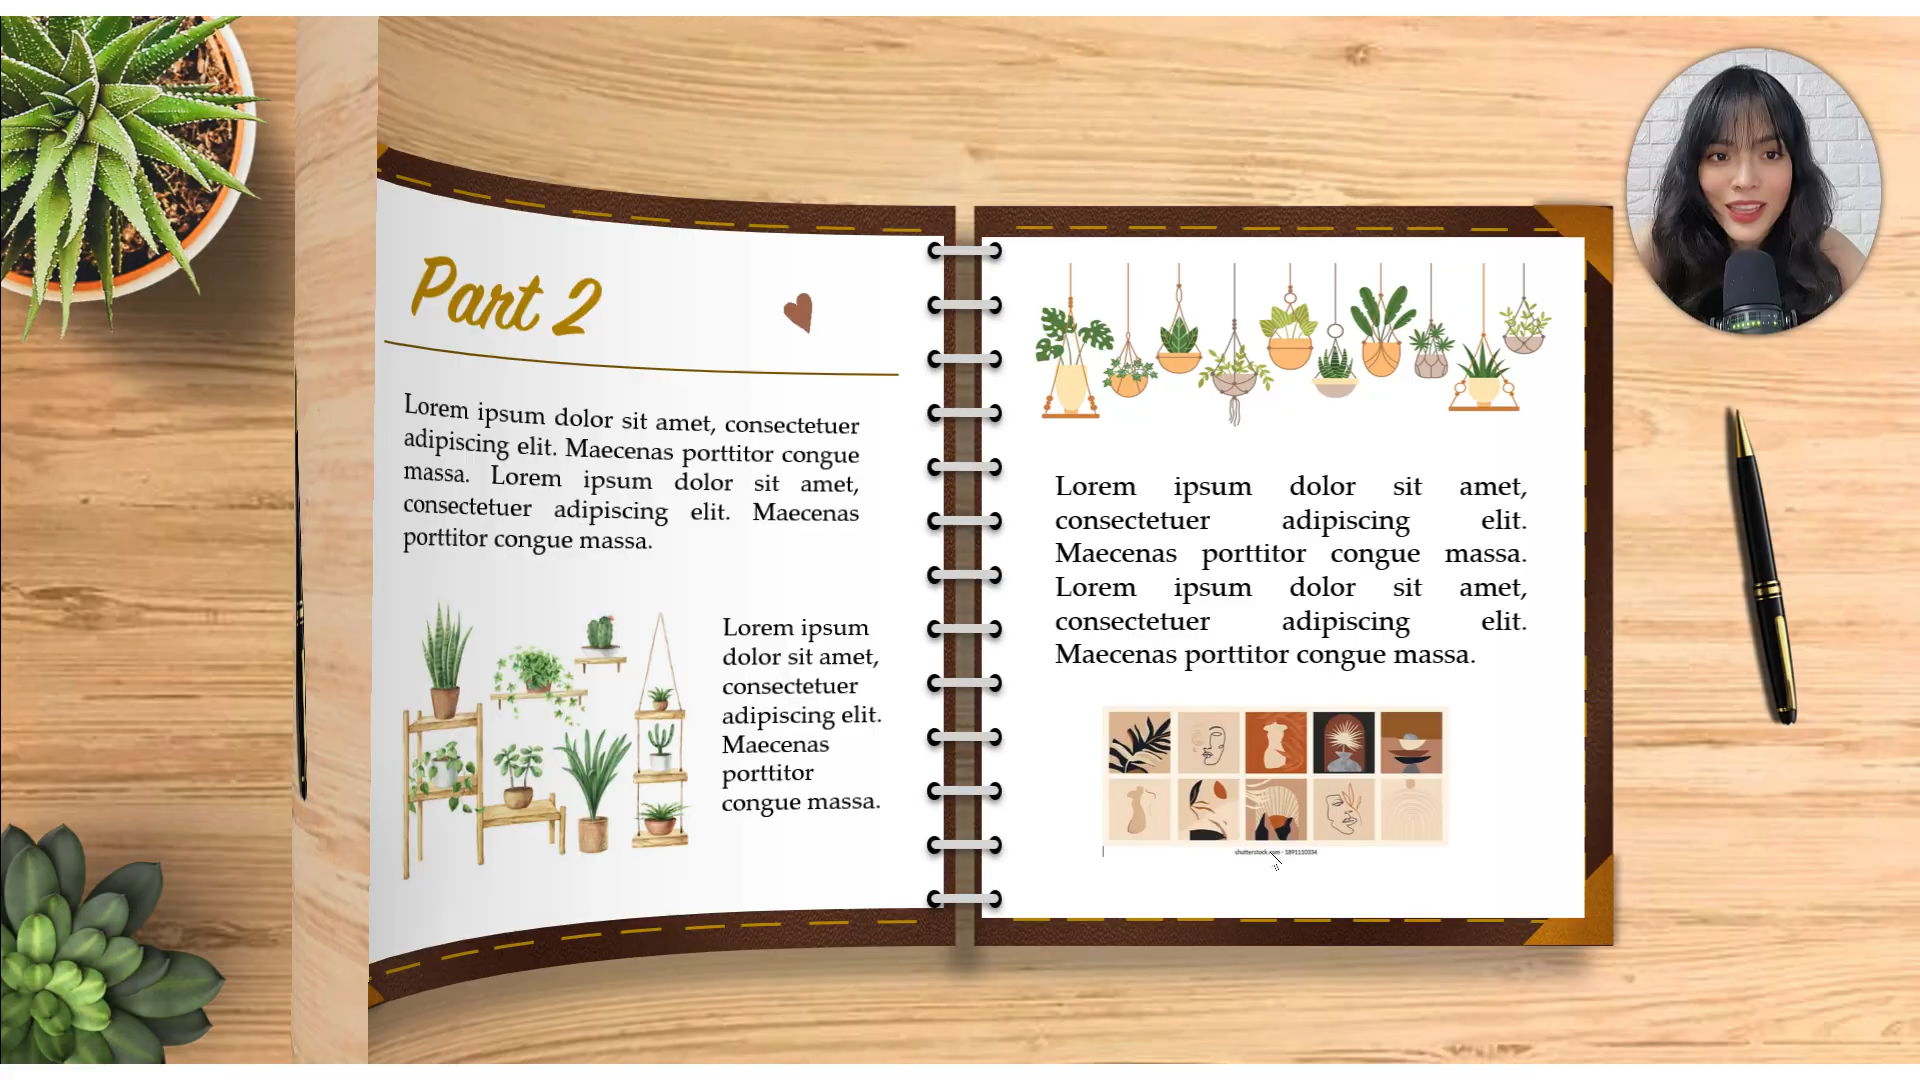 Part 2
Lorem ipsum dolor sit amet, consectetuer
adipiscing elit. Maecenas porttitor congue
massa. Lorem ipsum dolor sit amet,
consectetuer adipiscing elit. Maecenas
porttitor congue massa.
Lorem ipsum
dolor sit amet,
consectetuer
adipiscing elit.
Maecenas
porttitor
congue massa.
Lorem ipsum dolor sit amet,
consectetuer adipiscing elit.
Maecenas porttitor congue massa.
Lorem ipsum dolor sit amet,
consectetuer adipiscing elit.
Maecenas porttitor congue massa.
shutterstock.com · 1891110334